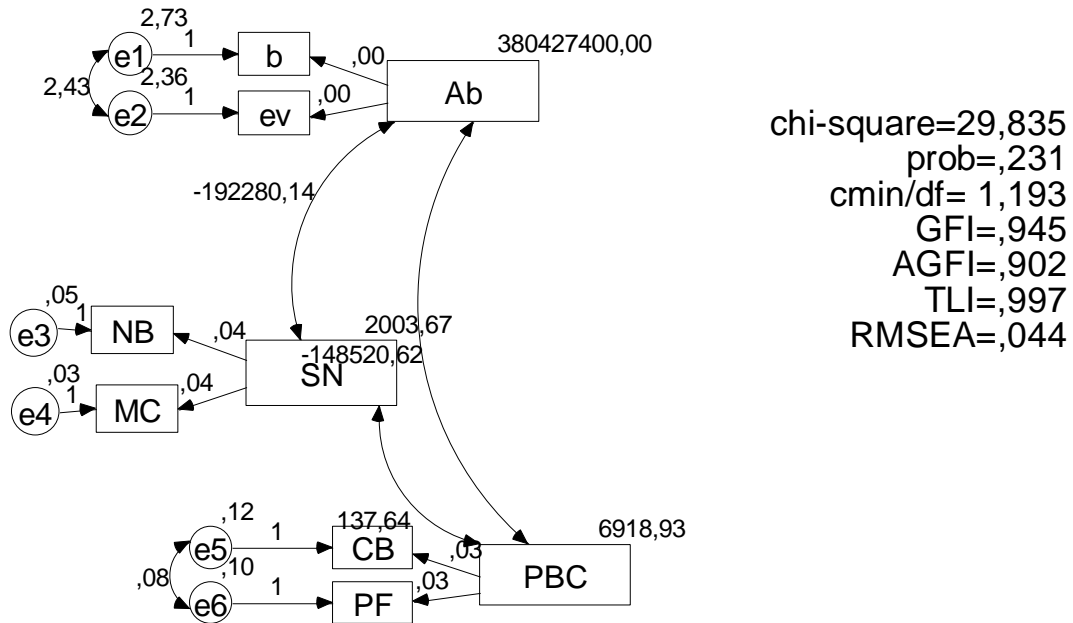 2,73
1
e1
b
,00
380427400,00
2,43
2,36
1
e2
ev
,00
Ab
-192280,14
chi-square=29,835
prob=,231
cmin/df= 1,193
GFI=,945
AGFI=,902
TLI=,997
RMSEA=,044
,05
1
e3
NB
,04
2003,67
-148520,62
SN
,03
1
e4
MC
,04
,12
1
e5
137,64
CB
,03
6918,93
PBC
,08
,10
1
e6
PF
,03